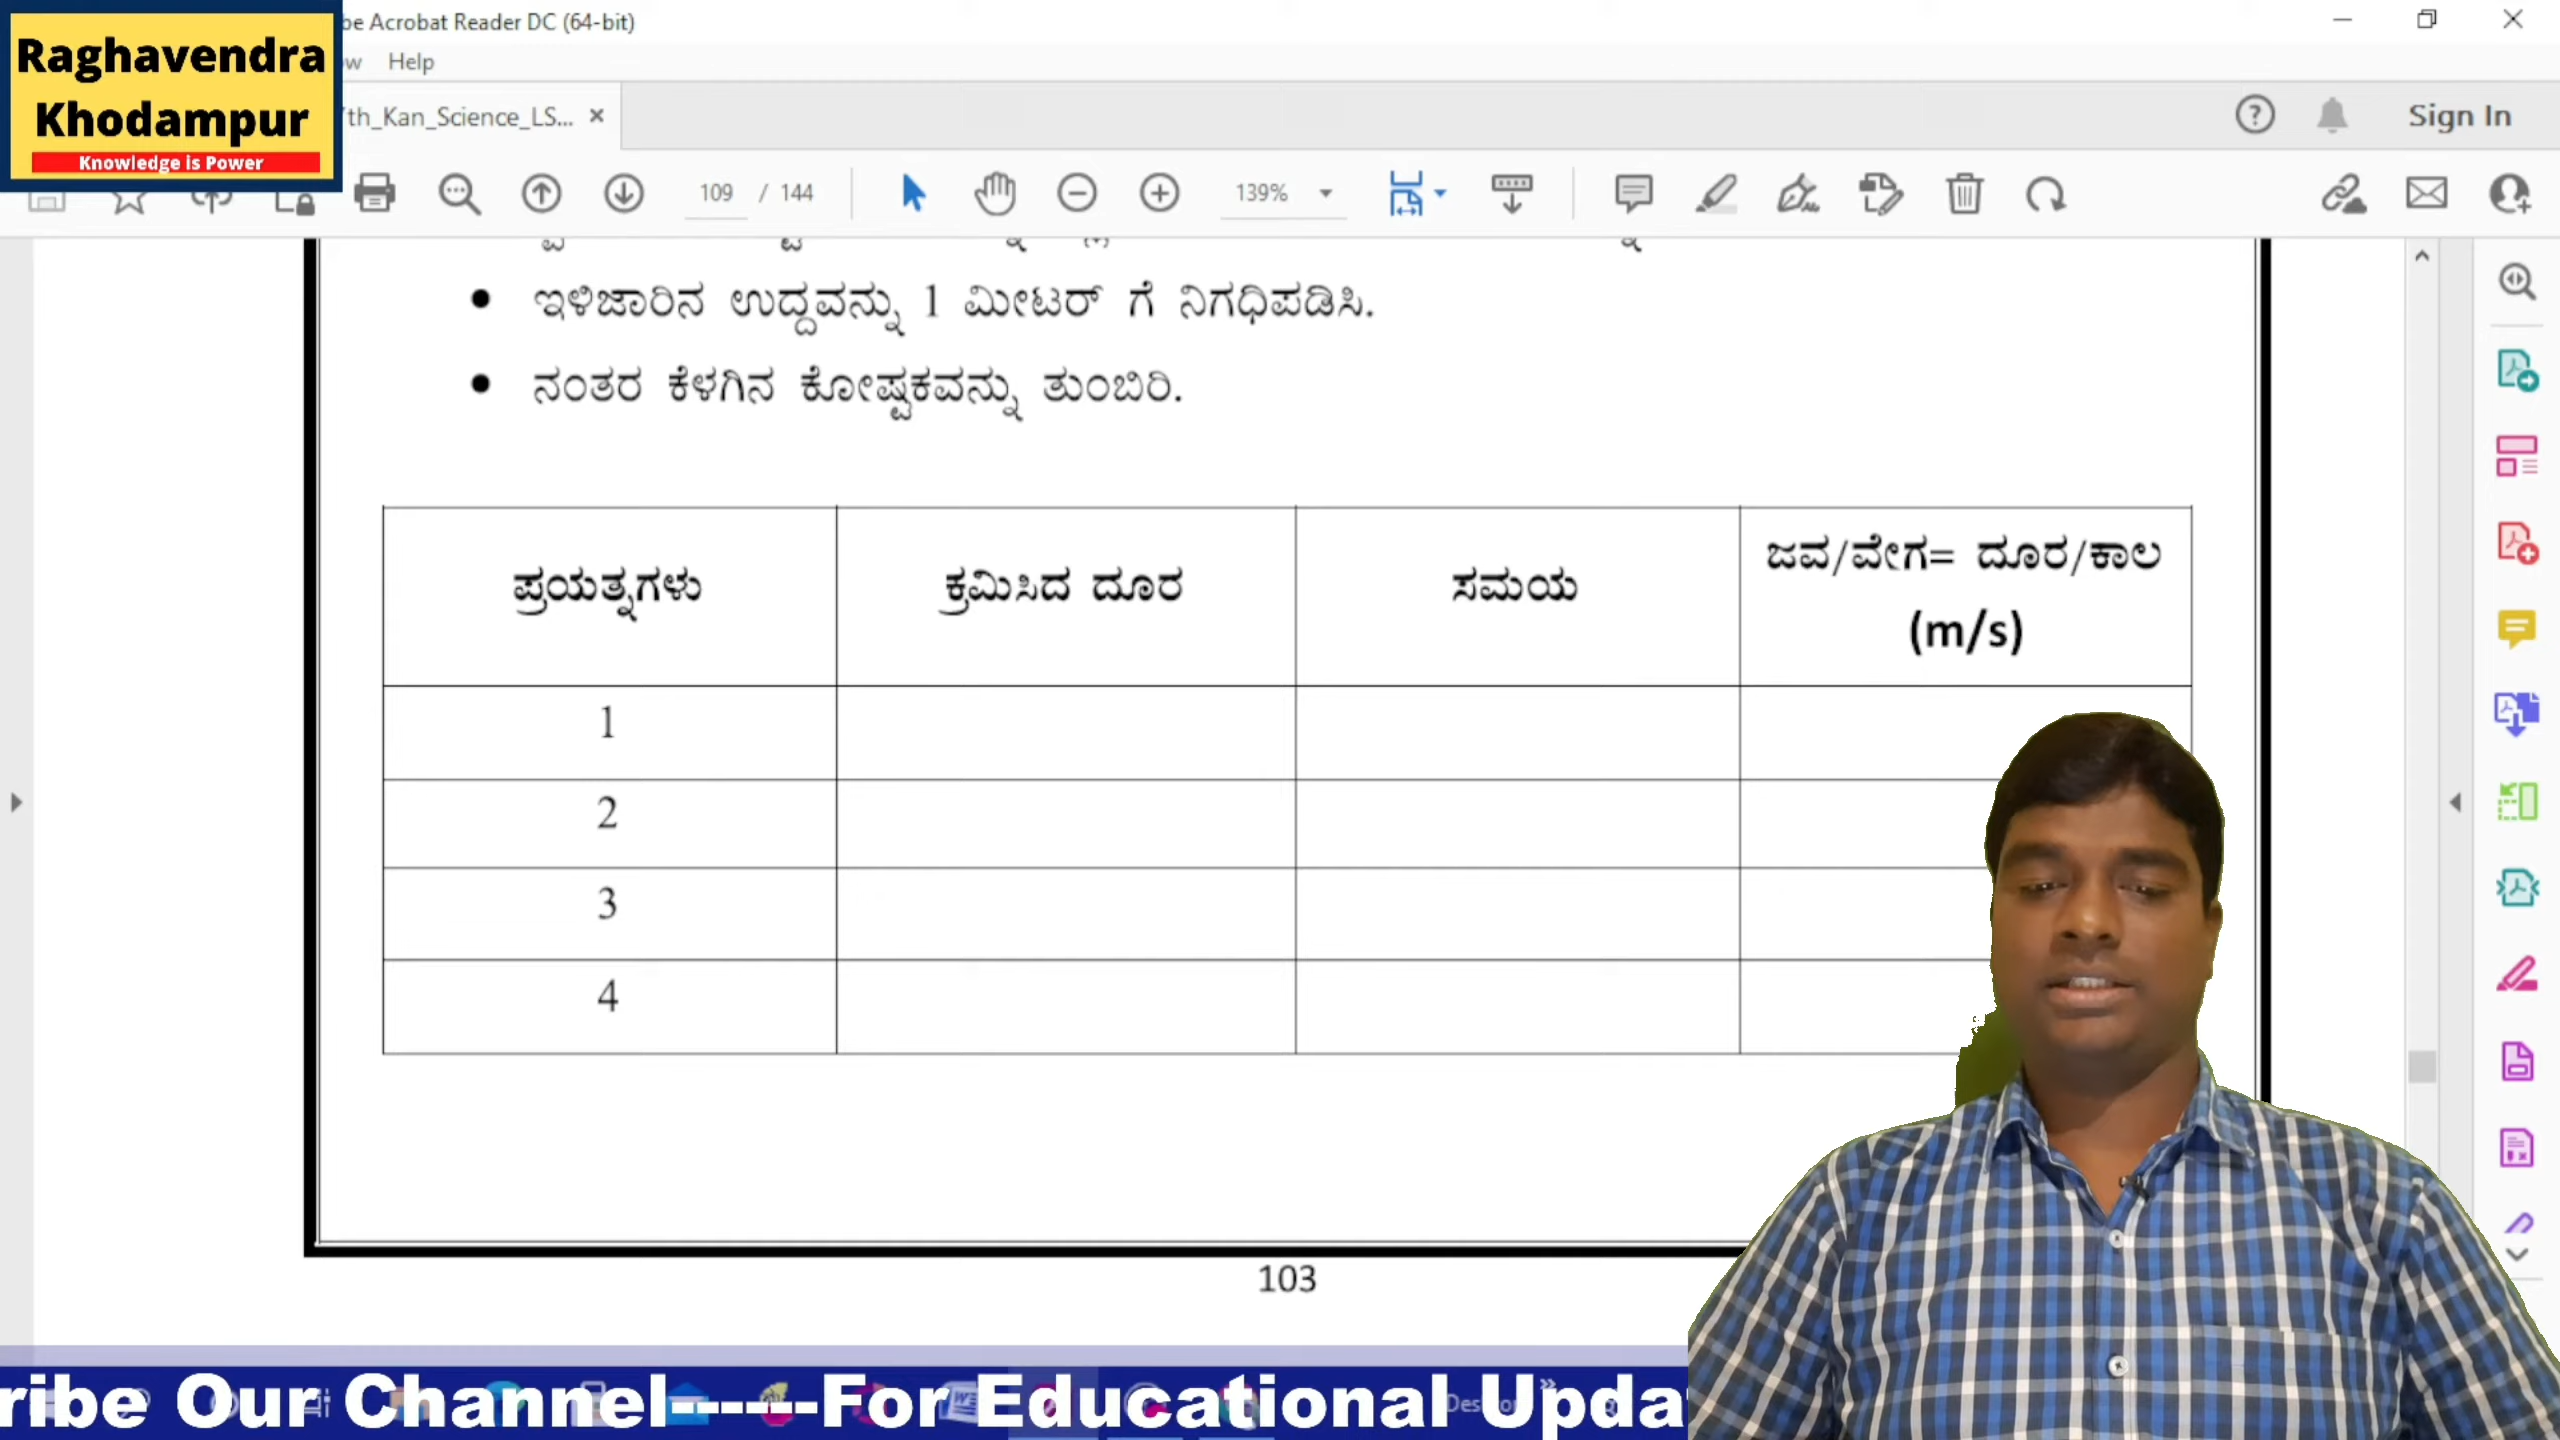 Raghavendra
Khodampur
Knowledge is Power
be Acrobat Reader DC (64-bit)
ow Help
7th_Kan_Science_LS...
Sign In
109 / 144
139%
ಇಳಿಜಾರಿನ ಉದ್ದವನ್ನು 1 ಮೀಟರ್ ಗೆ ನಿಗಧಿಪಡಿಸಿ.
ನಂತರ ಕೆಳಗಿನ ಕೋಷ್ಟಕವನ್ನು ತುಂಬಿರಿ.
ಪ್ರಯತ್ನಗಳು ಕ್ರಮಿಸಿದ ದೂರ ಸಮಯ ಜವ/ವೇಗ= ದೂರ/ಕಾಲ
(m/s)
1
2
3
4
103
ribe Our Channel------For Educational Upda